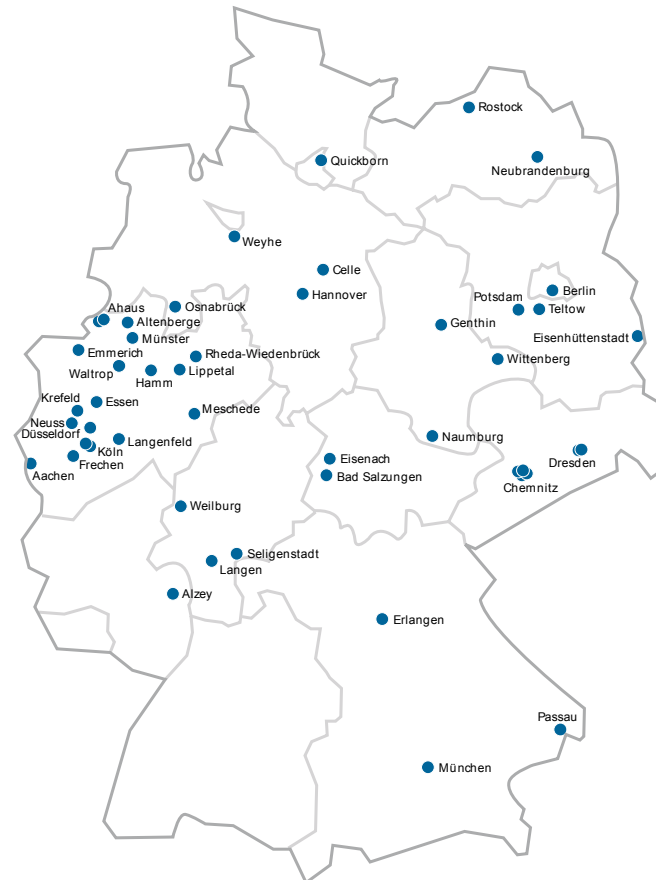 Rostock
Quickborn
Neubrandenburg
Weyhe
Celle
Hannover
Berlin
Potsdam
Teltow
Ahaus
Osnabrück
Altenberge
Genthin
Eisenhüttenstadt
Münster
Emmerich
Rheda-Wiedenbrück
Wittenberg
Waltrop
Hamm
Lippetal
Krefeld
Essen
Meschede
Neuss
Düsseldorf
Langenfeld
Naumburg
Köln
Frechen
Aachen
Eisenach
Bad Salzungen
Dresden
Chemnitz
Weilburg
Seligenstadt
Langen
Alzey
Erlangen
Passau
München